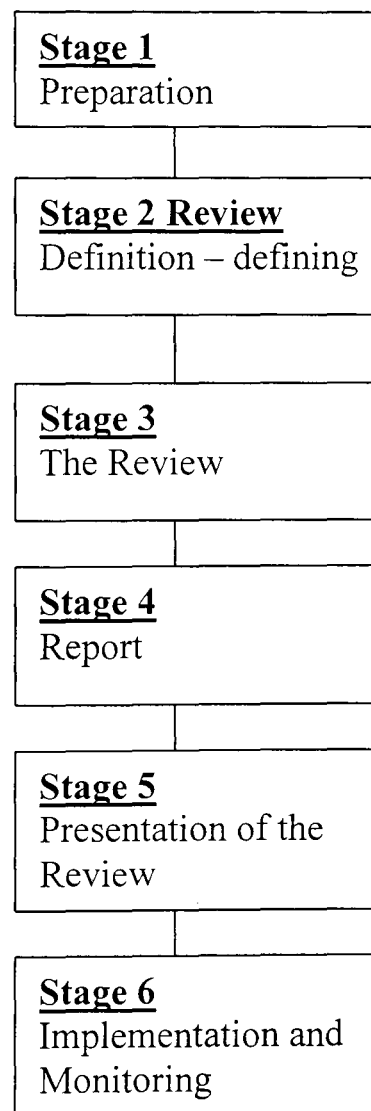 Stage 1
Preparation
Stage 2 Review
Definition – defining
Stage 3
The Review
Stage 4
Report
Stage 5
Presentation of the
Review
Stage 6
Implementation and
Monitoring